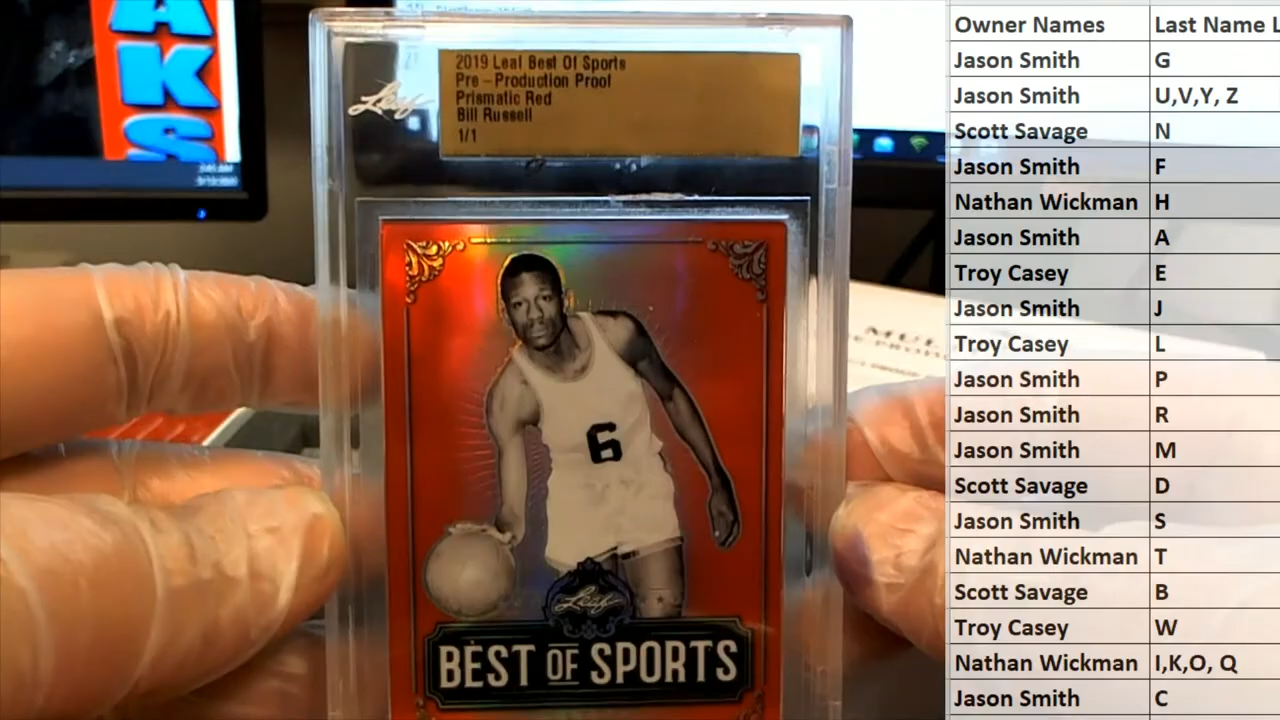 AKS
Leaf
2019 Leaf Best Of Sports
Pre-Production Proof
Prismatic Red
Bill Russell
1/1
6
Leaf
BEST OF SPORTS
Owner Names Last Name L
Jason Smith G
Jason Smith U,V,Y, Z
Scott Savage N
Jason Smith F
Nathan Wickman H
Jason Smith A
Troy Casey E
Jason Smith J
Troy Casey L
Jason Smith P
Jason Smith R
Jason Smith M
Scott Savage D
Jason Smith S
Nathan Wickman T
Scott Savage B
Troy Casey W
Nathan Wickman I,K,O, Q
Jason Smith C